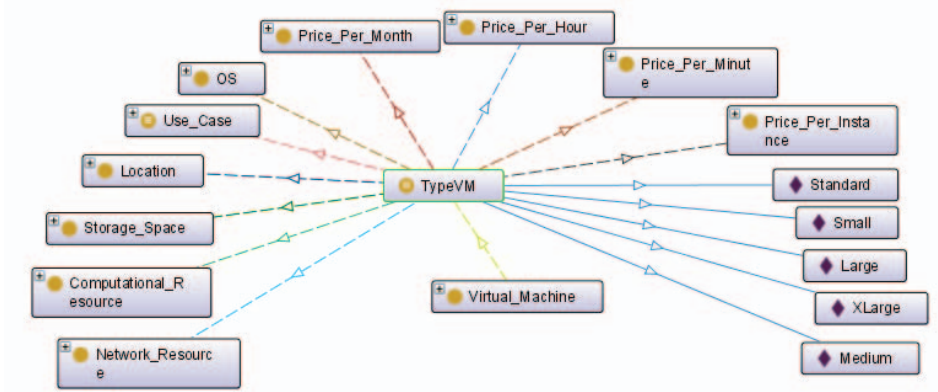 Price_Per_Month
Price_Per_Hour
OS
Price_Per_Minut
e
Use_Case
Price_Per_Insta
nce
Location
TypeVM
Standard
Storage_Space
Small
Large
Computational_R
esource
Virtual_Machine
XLarge
Network_Resourc
e
Medium